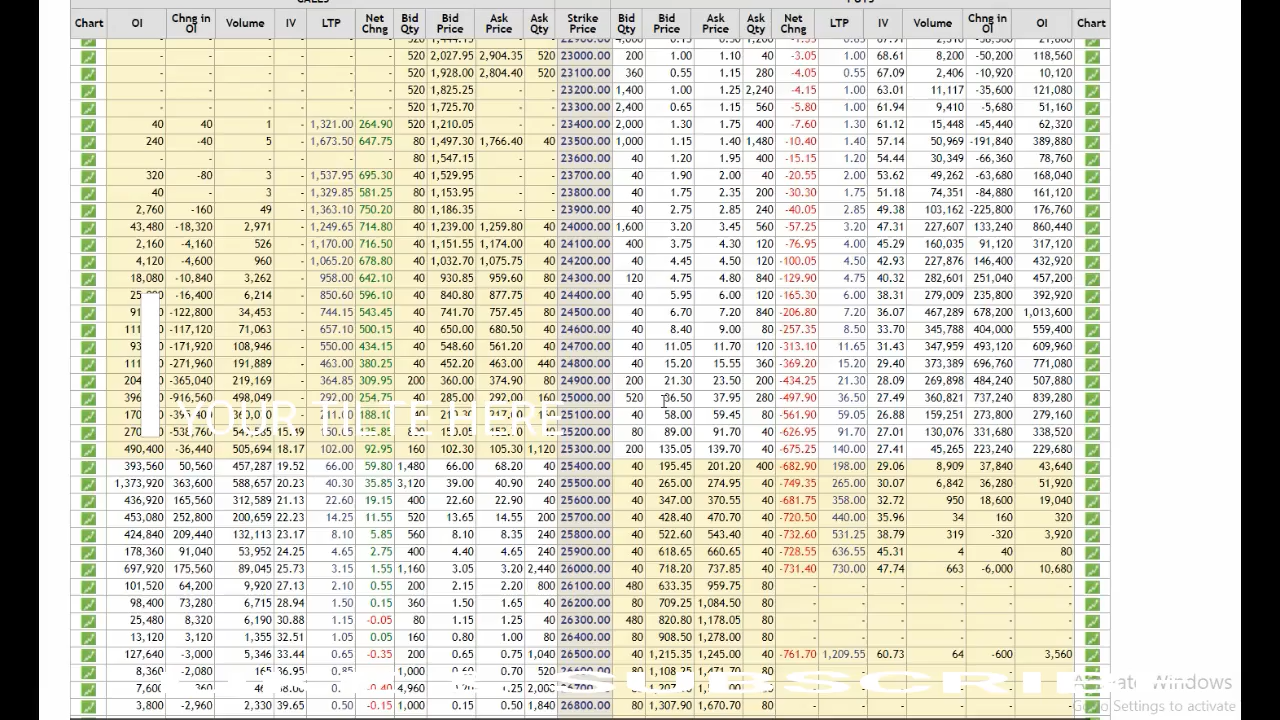 Chart OI Chng in OI Volume IV LTP Net Chng Bid Qty Bid Price Ask Price Ask Qty Strike Price Bid Qty Bid Price Ask Price Ask Qty Net Chng LTP IV Volume Chng in OI OI Chart
- - - - - - 520 2,027.95 2,904.35 520 23000.00 200 1.00 1.10 40 -3.05 1.00 68.61 8,200 -50,200 118,560
- - - - - - 520 1,928.00 2,804.40 520 23100.00 360 0.55 1.15 280 -4.05 0.55 67.09 2,406 -10,920 10,120
- - - - - - 520 1,825.25 - - 23200.00 1,400 1.00 1.25 2,240 -4.15 1.00 63.01 11,117 -35,600 121,080
- - - - - - 520 1,725.70 - - 23300.00 2,400 0.65 1.15 560 -5.80 1.00 61.94 9,410 -5,680 51,160
40 40 1 - 1,321.00 264.95 520 1,210.05 - - 23400.00 2,000 1.30 1.75 400 -7.60 1.30 61.12 15,444 -45,440 62,320
240 -40 5 - 1,673.50 647.75 80 1,497.30 1,766.40 40 23500.00 1,000 1.15 1.40 1,480 -10.40 1.40 57.14 50,969 -191,840 389,880
- - - - - - 80 1,547.15 - - 23600.00 40 1.20 1.95 400 -15.15 1.20 54.44 30,349 -66,360 78,760
320 -80 3 - 1,537.95 695.30 40 1,529.95 - - 23700.00 40 1.90 2.00 40 -20.55 2.00 53.62 49,262 -63,680 168,040
40 - 3 - 1,329.85 581.25 80 1,153.95 - - 23800.00 40 1.75 2.35 200 -30.30 1.75 51.18 74,351 -84,880 161,120
2,760 -160 49 - 1,363.10 750.20 80 1,186.35 - - 23900.00 40 2.75 2.85 240 -40.05 2.85 49.38 103,162 -225,800 176,760
43,480 -18,320 2,971 - 1,249.65 714.80 40 1,239.00 1,259.80 40 24000.00 1,600 3.20 3.45 560 -57.25 3.20 47.31 227,607 133,240 860,440
2,160 -4,160 526 - 1,170.00 716.50 40 1,151.55 1,174.00 40 24100.00 400 3.75 4.30 120 -76.95 4.00 45.29 160,035 91,120 317,120
4,120 -4,600 960 - 1,065.20 678.80 40 1,032.70 1,075.75 40 24200.00 40 4.45 4.50 120 -100.05 4.50 42.93 227,876 146,400 432,920
18,080 -10,840 3,262 - 958.00 642.10 40 930.85 959.60 80 24300.00 120 4.75 4.80 840 -129.90 4.75 40.32 282,601 251,040 457,200
-16,400 6,214 - 850.60 596.10 40 840.80 877.75 40 24400.00 40 5.95 6.00 120 -165.30 6.00 38.31 279,009 235,800 392,920
-122,800 34,453 - 744.15 543.45 40 741.70 40 24500.00 40 6.70 7.20 840 -206.80 7.20 36.07 467,289 678,200 1,013,600
-117,120 71,063 - 657.10 500.15 40 650.00 40 24600.00 40 8.40 9.00 80 -257.35 8.50 33.70 345,788 404,000 559,400
-171,920 108,946 - 550.00 434.15 40 548.60 561.20 40 24700.00 40 11.05 11.70 120 -313.10 11.65 31.43 347,959 493,120 609,960
-271,960 191,889 - 463.00 380.25 40 452.20 440 24800.00 40 15.20 15.55 360 -369.20 15.20 29.40 373,389 696,760 771,080
-365,040 219,169 - 364.85 309.95 200 360.00 374.90 80 24900.00 200 21.30 23.50 200 -434.25 21.30 28.09 269,898 484,240 507,880
-916,560 498,049 - 292.00 254.75 40 285.00 292.00 40 25000.00 520 36.50 37.95 280 -497.90 36.50 27.49 360,821 737,240 839,280
YOUR TILTE HERE
25100.00 40 58.00 59.45 80 -591.90 59.05 26.88 159,251 273,800 279,160
25200.00 80 89.00 91.70 40 -626.95 91.70 27.01 130,076 331,680 338,520
490,400 -36,440 505,694 18.17 102.00 92.95 160 102.30 1,120 25300.00 200 135.05 139.70 40 -675.25 140.00 27.41 45,265 223,240 229,680
393,560 50,560 457,287 19.52 66.00 59.80 1,480 66.00 68.20 40 25400.00 40 195.45 201.20 400 -682.90 198.00 29.06 8,909 37,840 43,640
1,373,920 363,600 588,657 20.23 40.30 35.85 3,120 39.00 40.90 240 25500.00 40 265.00 274.95 40 -749.35 265.00 30.07 6,842 36,280 51,920
436,920 165,560 312,589 21.13 22.60 19.15 400 22.60 22.90 40 25600.00 40 347.00 370.55 40 -681.75 358.00 32.72 950 18,600 19,040
453,080 252,800 200,659 22.23 14.25 11.55 520 13.65 14.55 200 25700.00 40 428.40 470.70 40 -720.50 440.00 35.96 34 160 320
424,840 209,440 132,113 23.17 8.10 5.85 560 8.10 8.35 240 25800.00 40 522.60 543.40 40 -732.60 531.25 38.79 319 -320 3,920
178,360 91,040 53,952 24.25 4.65 2.75 400 4.40 4.65 240 25900.00 40 618.65 660.65 40 -728.55 636.55 45.31 4 40 80
697,920 175,560 89,045 25.73 3.15 1.55 1,160 3.05 3.20 2,440 26000.00 40 718.20 737.85 40 -731.40 730.00 47.74 663 -6,000 10,680
101,520 64,200 9,920 27.13 2.10 0.55 200 2.15 2.20 800 26100.00 480 633.35 959.75 80 - - - - - -
98,400 73,280 6,715 28.94 1.50 0.15 360 1.50 1.65 40 26200.00 80 709.25 1,084.50 80 - - - - - -
25,480 8,320 6,190 30.88 1.15 -0.05 80 1.15 1.25 40 26300.00 480 820.80 1,178.05 80 - - - - - -
13,120 3,120 1,355 32.51 1.05 0.05 160 0.80 1.00 80 26400.00 80 908.50 1,278.00 80 - - - - - -
127,640 -3,000 5,346 33.44 0.65 -0.35 200 0.65 0.70 1,040 26500.00 40 1,215.35 1,245.00 40 -761.70 1,209.55 60.73 64 -600 3,560
Activate Windows
3,800 -2,960 2,330 39.65 0.50 1,000 0.15 26800.00 80 1,307.90 1,670.70 80 - - - - - -
Go to Settings to activate